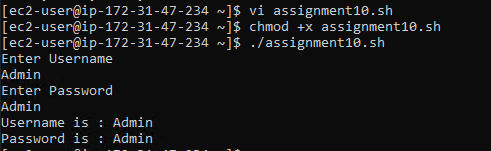 [ec2-user@ip-172-31-47-234 ~]$ vi assignment10.sh
[ec2-user@ip-172-31-47-234 ~]$ chmod +x assignment10.sh
[ec2-user@ip-172-31-47-234 ~]$ ./assignment10.sh
Enter Username
Admin
Enter Password
Admin
Username is : Admin
Password is : Admin